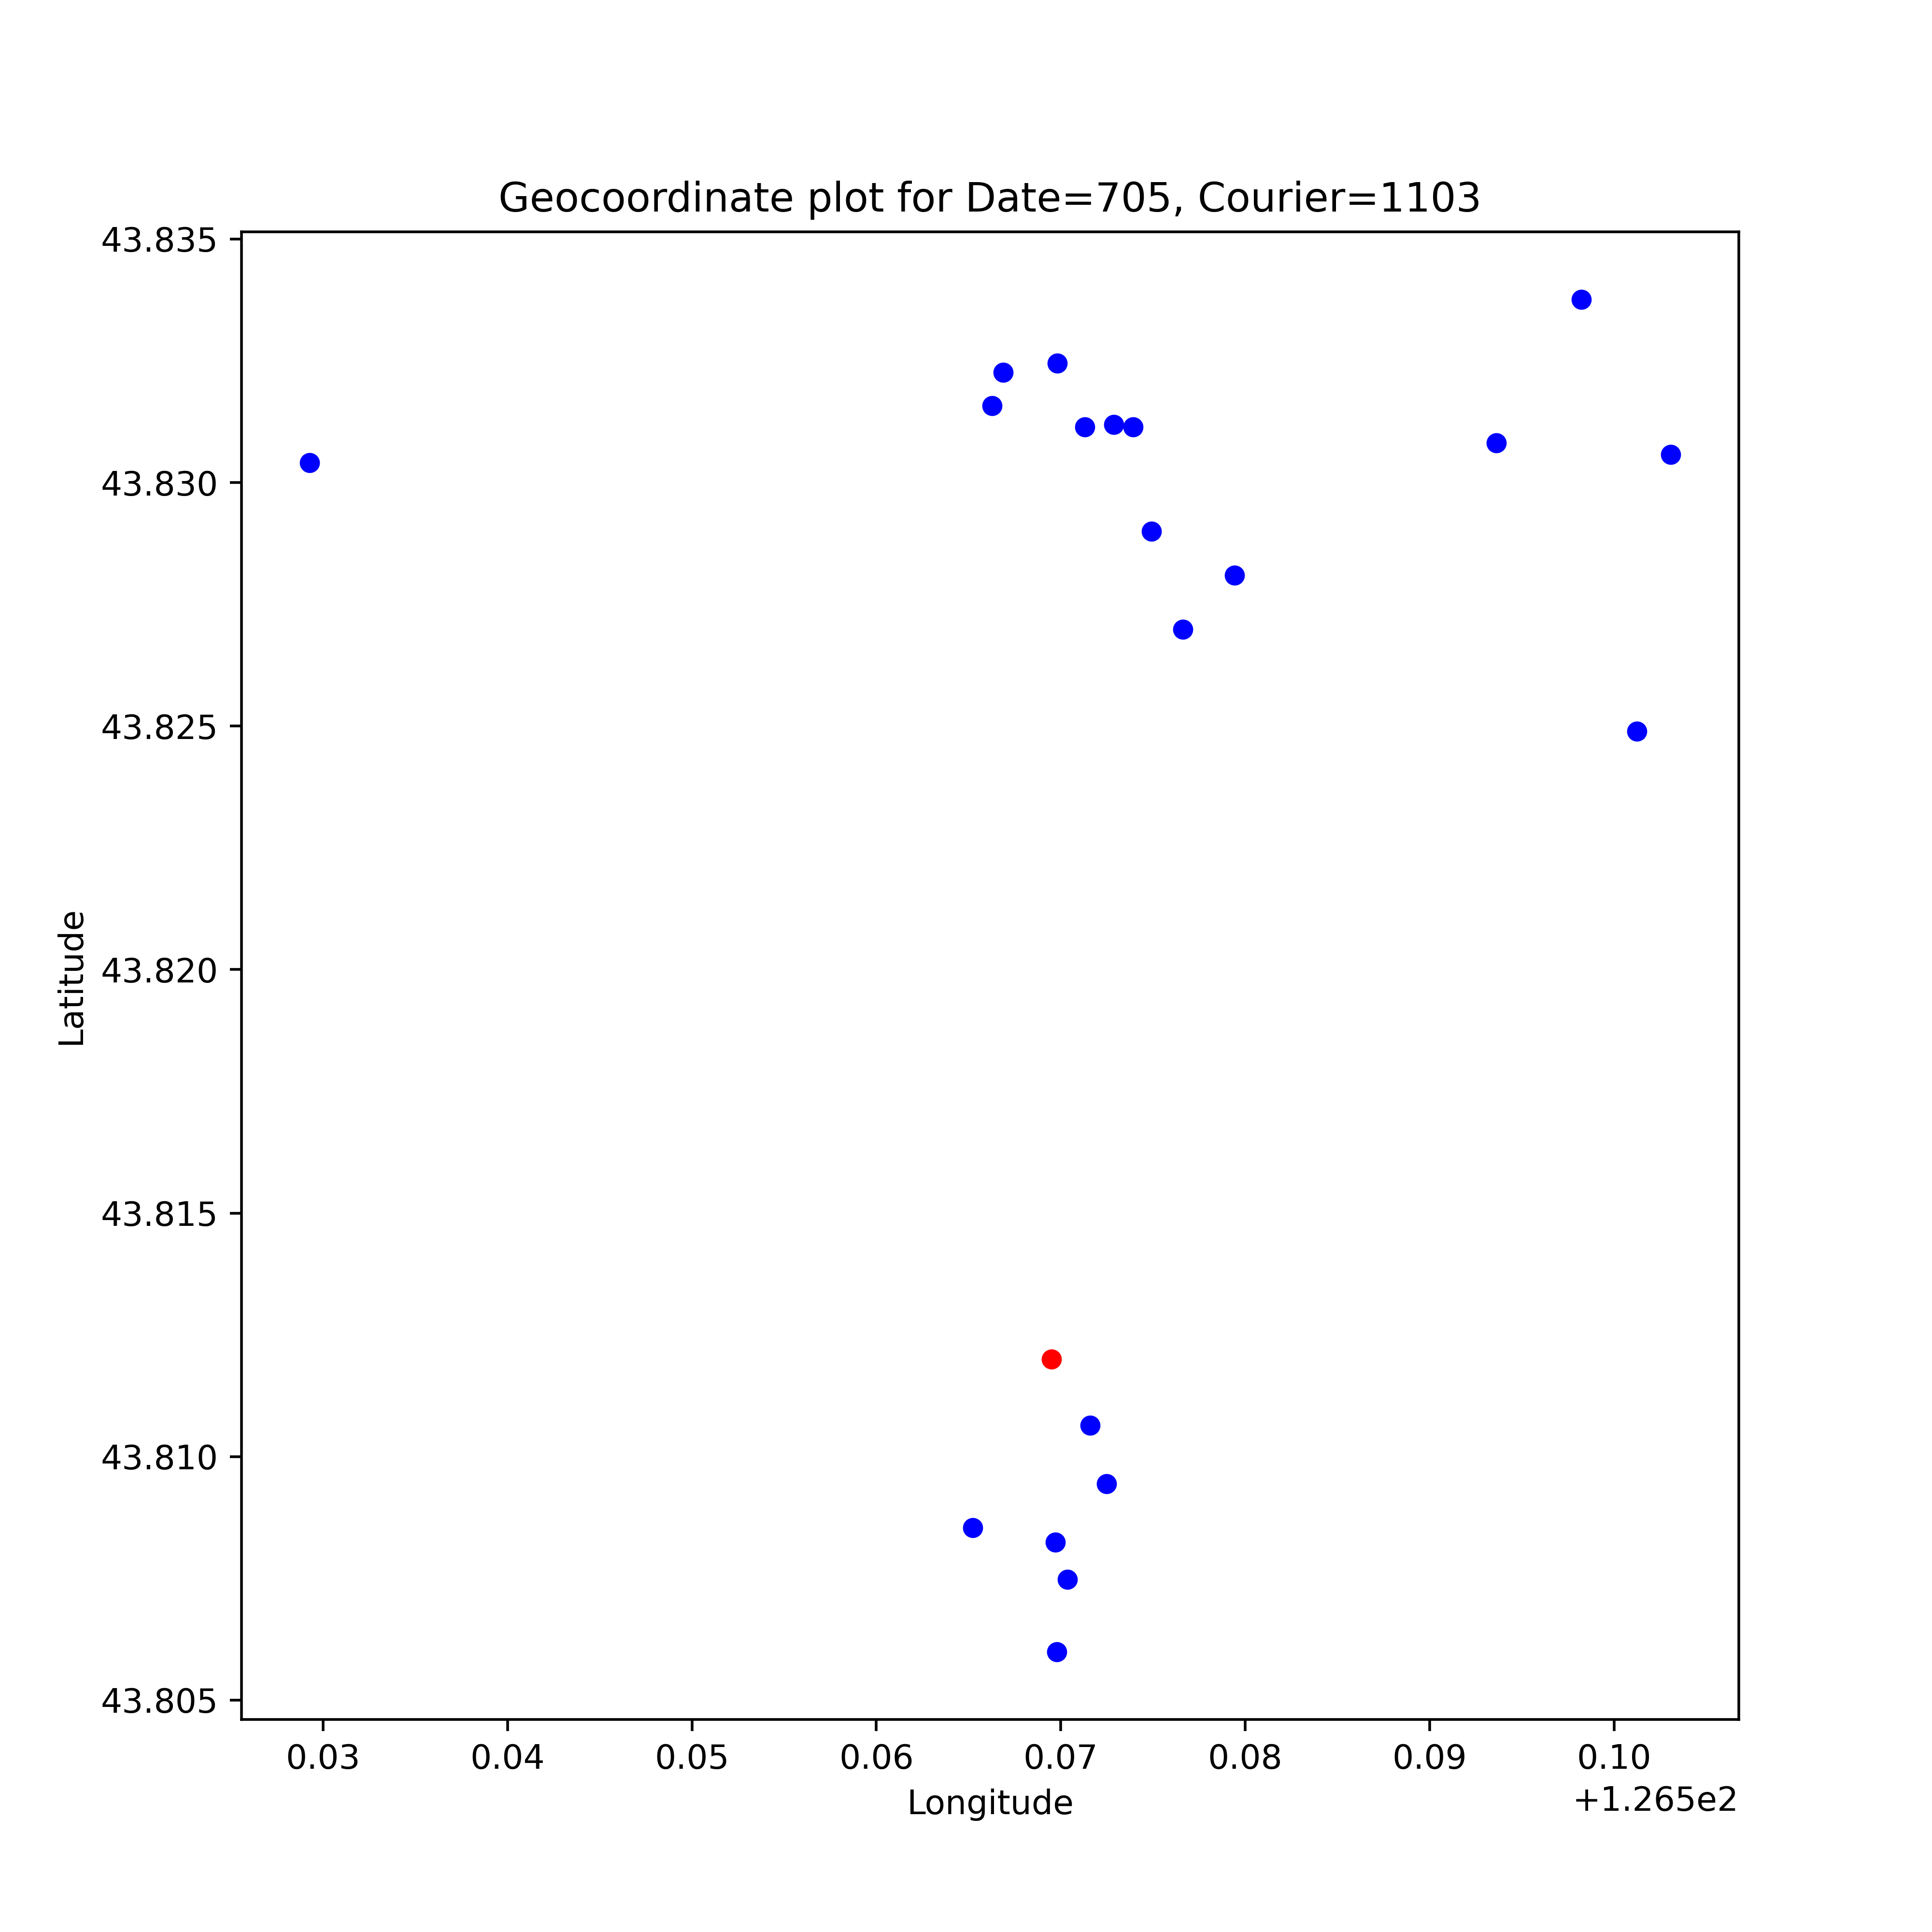 Geocoordinate plot for Date=705, Courier=1103
43.835
43.830
43.825
43.820
43.815
43.810
43.805
Latitude
0.03 0.04 0.05 0.06 0.07 0.08 0.09 0.10
Longitude
+1.265e2